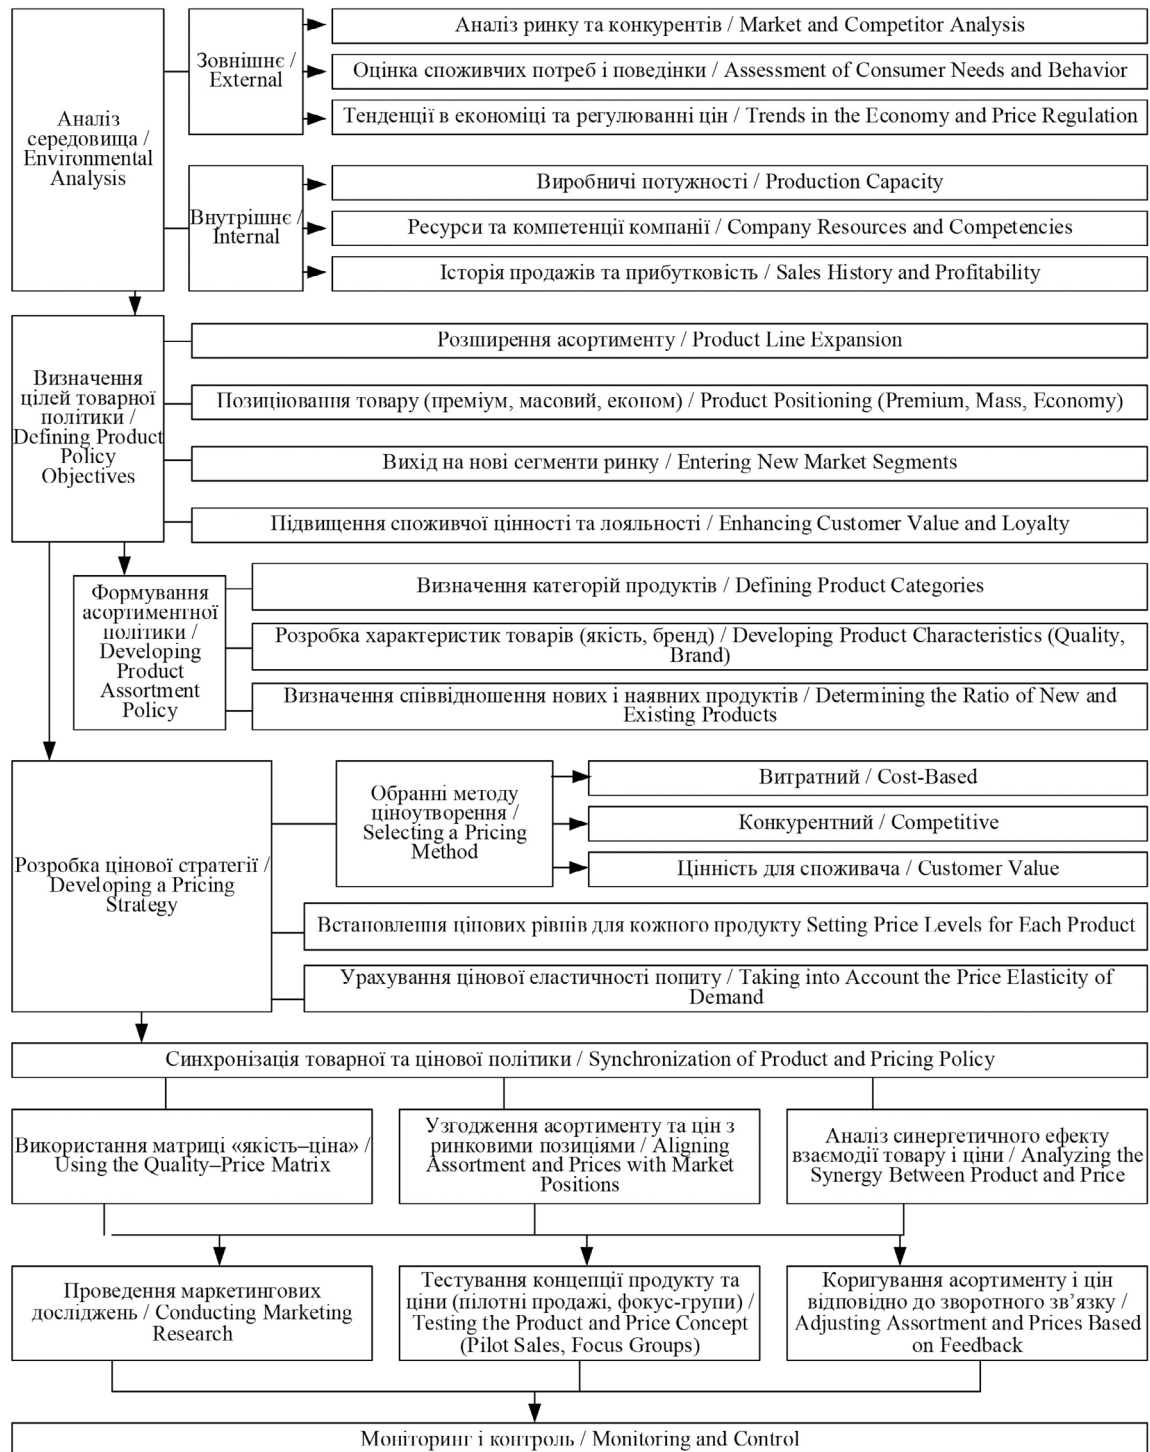 Аналіз
середовища /
Environmental
Analysis
Зовнішнє /
External
Аналіз ринку та конкурентів / Market and Competitor Analysis
Оцінка споживчих потреб і поведінки / Assessment of Consumer Needs and Behavior
Тенденції в економіці та регулюванні цін / Trends in the Economy and Price Regulation
Внутрішнє /
Internal
Виробничі потужності / Production Capacity
Ресурси та компетенції компанії / Company Resources and Competencies
Історія продажів та прибутковість / Sales History and Profitability
Визначення
цілей товарної
політики /
Defining Product
Policy
Objectives
Розширення асортименту / Product Line Expansion
Позиціювання товару (преміум, масовий, економ) / Product Positioning (Premium, Mass, Economy)
Вихід на нові сегменти ринку / Entering New Market Segments
Підвищення споживчої цінності та лояльності / Enhancing Customer Value and Loyalty
Формування
асортиментної
політики /
Developing
Product
Assortment
Policy
Визначення категорій продуктів / Defining Product Categories
Розробка характеристик товарів (якість, бренд) / Developing Product Characteristics (Quality,
Brand)
Визначення співвідношення нових і наявних продуктів / Determining the Ratio of New and
Existing Products
Розробка цінової стратегії /
Developing a Pricing
Strategy
Обранні методу
ціноутворення /
Selecting a Pricing
Method
Витратний / Cost-Based
Конкурентний / Competitive
Цінність для споживача / Customer Value
Встановлення цінових рівнів для кожного продукту Setting Price Levels for Each Product
Урахування цінової еластичності попиту / Taking into Account the Price Elasticity of
Demand
Синхронізація товарної та цінової політики / Synchronization of Product and Pricing Policy
Використання матриці «якість–ціна» /
Using the Quality–Price Matrix
Узгодження асортименту та цін з
ринковими позиціями / Aligning
Assortment and Prices with Market
Positions
Аналіз синергетичного ефекту
взаємодії товару і ціни / Analyzing the
Synergy Between Product and Price
Проведення маркетингових
досліджень / Conducting Marketing
Research
Тестування концепції продукту та
ціни (пілотні продажі, фокус-групи) /
Testing the Product and Price Concept
(Pilot Sales, Focus Groups)
Коригування асортименту і цін
відповідно до зворотного зв’язку /
Adjusting Assortment and Prices Based
on Feedback
Моніторинг і контроль / Monitoring and Control